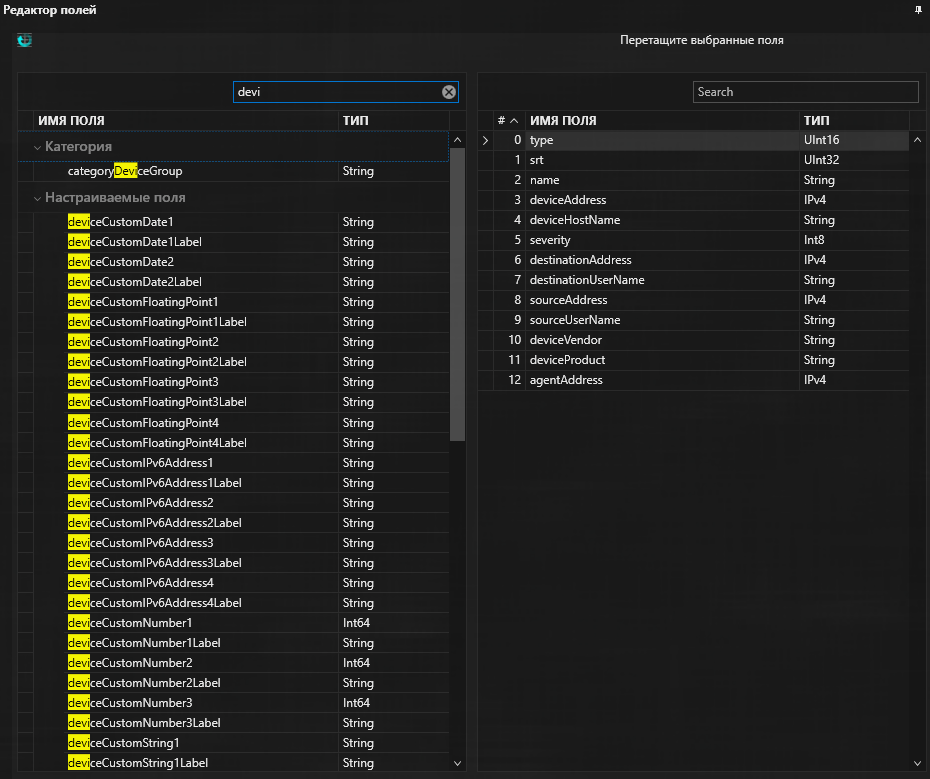 Редактор полей
Перетащите выбранные поля
devi
ИМЯ ПОЛЯ ТИП
Категория
categoryDeviceGroup String
Настраиваемые поля
deviceCustomDate1 String
deviceCustomDate1Label String
deviceCustomDate2 String
deviceCustomDate2Label String
deviceCustomFloatingPoint1 String
deviceCustomFloatingPoint1Label String
deviceCustomFloatingPoint2 String
deviceCustomFloatingPoint2Label String
deviceCustomFloatingPoint3 String
deviceCustomFloatingPoint3Label String
deviceCustomFloatingPoint4 String
deviceCustomFloatingPoint4Label String
deviceCustomIPv6Address1 String
deviceCustomIPv6Address1Label String
deviceCustomIPv6Address2 String
deviceCustomIPv6Address2Label String
deviceCustomIPv6Address3 String
deviceCustomIPv6Address3Label String
deviceCustomIPv6Address4 String
deviceCustomIPv6Address4Label String
deviceCustomNumber1 Int64
deviceCustomNumber1Label String
deviceCustomNumber2 Int64
deviceCustomNumber2Label String
deviceCustomNumber3 Int64
deviceCustomNumber3Label String
deviceCustomString1 String
deviceCustomString1Label String
Search
# ИМЯ ПОЛЯ ТИП
0 type UInt16
1 srt UInt32
2 name String
3 deviceAddress IPv4
4 deviceHostName String
5 severity Int8
6 destinationAddress IPv4
7 destinationUserName String
8 sourceAddress IPv4
9 sourceUserName String
10 deviceVendor String
11 deviceProduct String
12 agentAddress IPv4